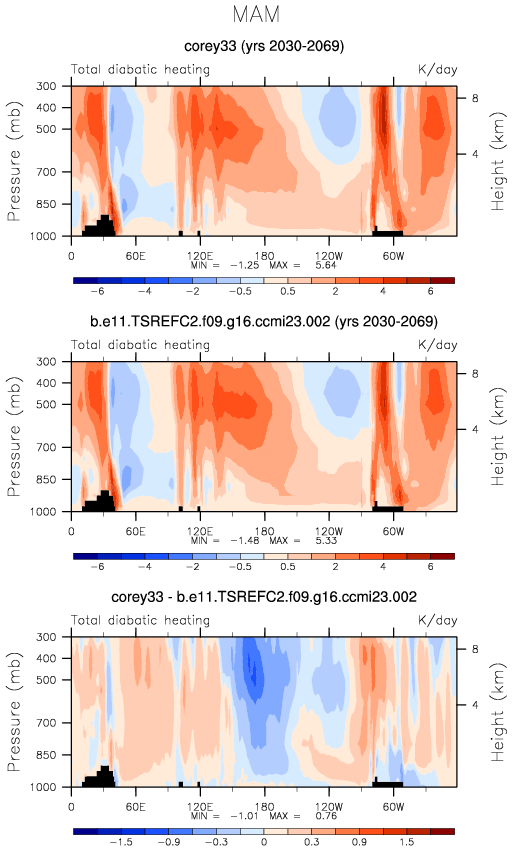 MAM
corey33 (yrs 2030-2069)
Total diabatic heating K/day
300
400
500
700
850
1000
Pressure (mb)
8
4
Height (km)
0 60E 120E 180 120W 60W
MIN = -1.25 MAX = 5.64
-6 -4 -2 -0.5 0.5 2 4 6
b.e11.TSREFC2.f09.g16.ccmi23.002 (yrs 2030-2069)
Total diabatic heating K/day
300
400
500
700
850
1000
Pressure (mb)
8
4
Height (km)
0 60E 120E 180 120W 60W
MIN = -1.48 MAX = 5.33
-6 -4 -2 -0.5 0.5 2 4 6
corey33 - b.e11.TSREFC2.f09.g16.ccmi23.002
Total diabatic heating K/day
300
400
500
700
850
1000
Pressure (mb)
8
4
Height (km)
0 60E 120E 180 120W 60W
MIN = -1.01 MAX = 0.76
-1.5 -0.9 -0.3 0 0.3 0.9 1.5